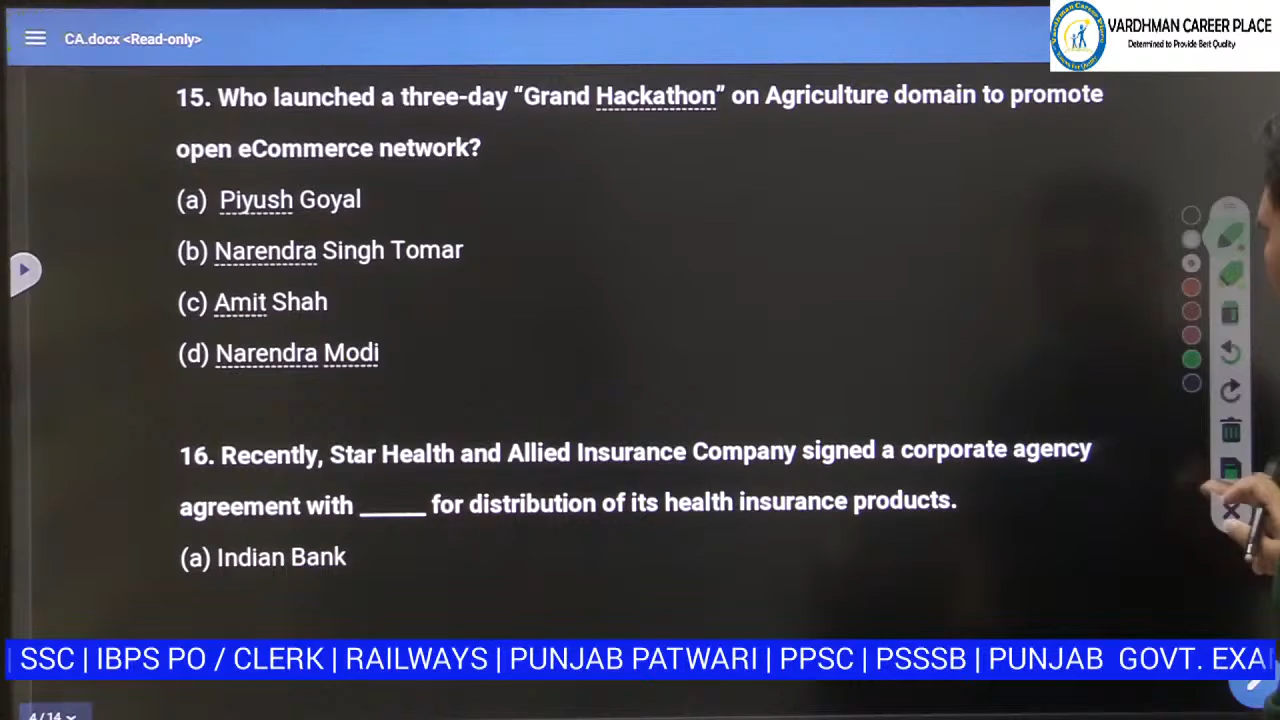 CA.docx <Read-only>
VARDHMAN CAREER PLACE
Determined to Provide Best Quality
15. Who launched a three-day “Grand Hackathon” on Agriculture domain to promote
open eCommerce network?
(a) Piyush Goyal
(b) Narendra Singh Tomar
(c) Amit Shah
(d) Narendra Modi
16. Recently, Star Health and Allied Insurance Company signed a corporate agency
agreement with _____ for distribution of its health insurance products.
(a) Indian Bank
| SSC | IBPS PO / CLERK | RAILWAYS | PUNJAB PATWARI | PPSC | PSSSB | PUNJAB GOVT. EXA
4/14